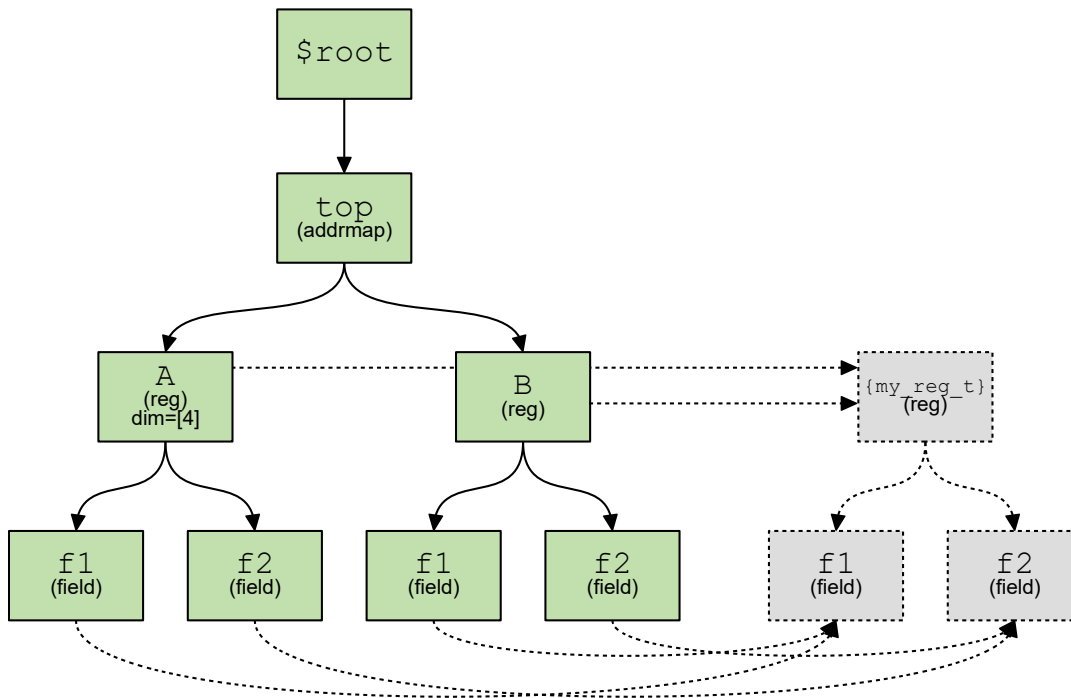 $root
top
(addrmap)
A
(reg)
dim=[4]
B
(reg)
{my_reg_t}
(reg)
f1
(field)
f2
(field)
f1
(field)
f2
(field)
f1
(field)
f2
(field)